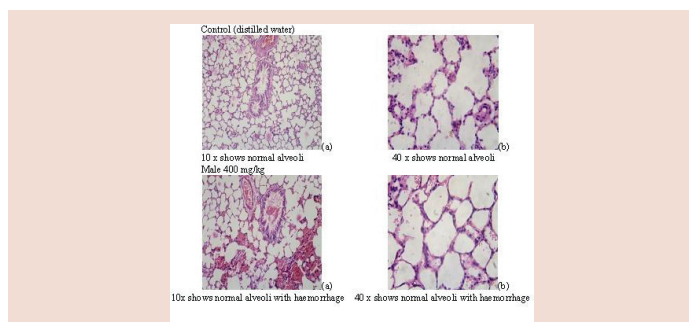 Control (distilled water)
(a)
(b)
10 x shows normal alveoli
40 x shows normal alveoli
Male 400 mg/kg
(a)
(b)
10x shows normal alveoli with haemorrhage
40 x shows normal alveoli with haemorrhage